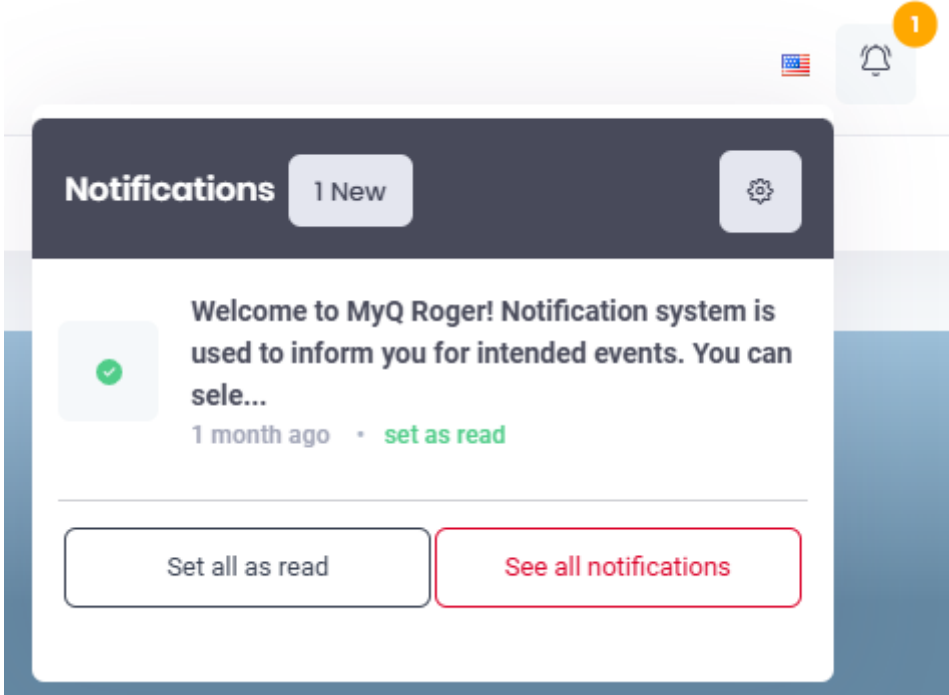 1
Notifications 1 New
Welcome to MyQ Roger! Notification system is
used to inform you for intended events. You can
sele...
1 month ago • set as read
Set all as read See all notifications